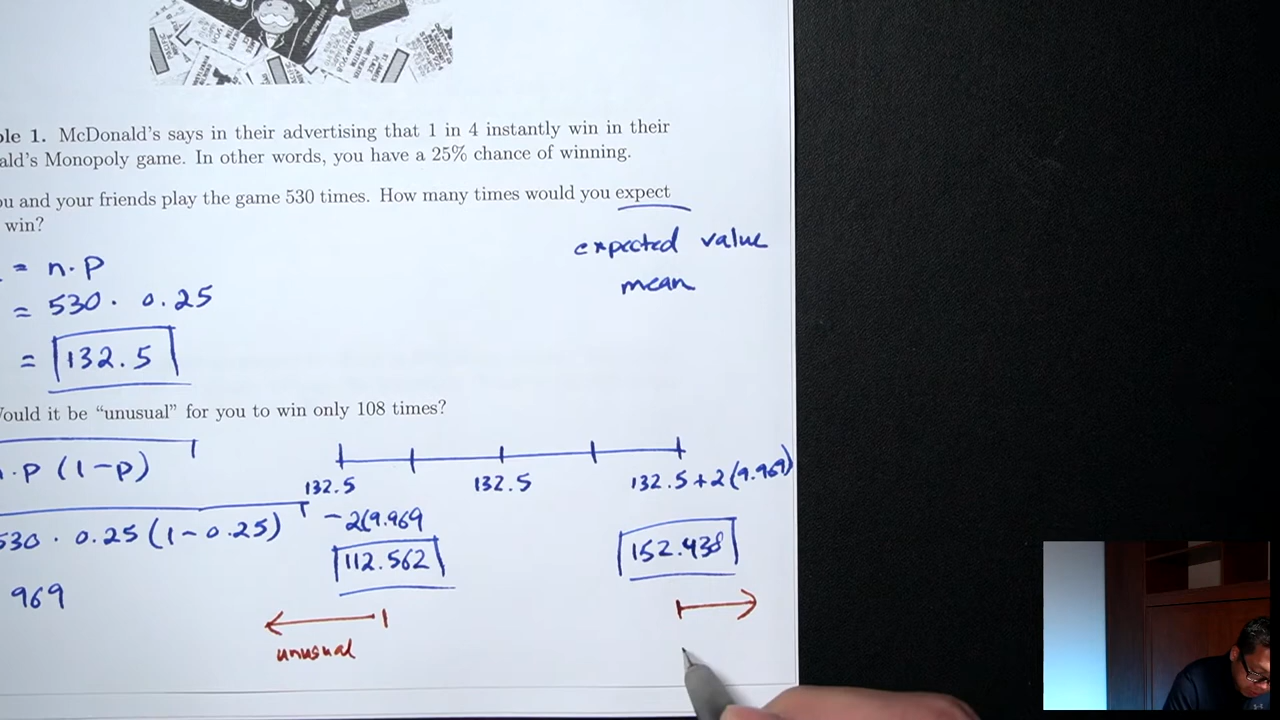 ple 1. McDonald's says in their advertising that 1 in 4 instantly win in their
ald's Monopoly game. In other words, you have a 25% chance of winning.
ou and your friends play the game 530 times. How many times would you expect
win?
expected value
mean
= n.p
= 530 . 0.25
= 132.5
Would it be "unusual" for you to win only 108 times?
.p (1-p)
530 . 0.25 (1-0.25)
969
132.5
- 2(9.969
112.562
132.5
132.5+2(9.969)
152.438
unusual